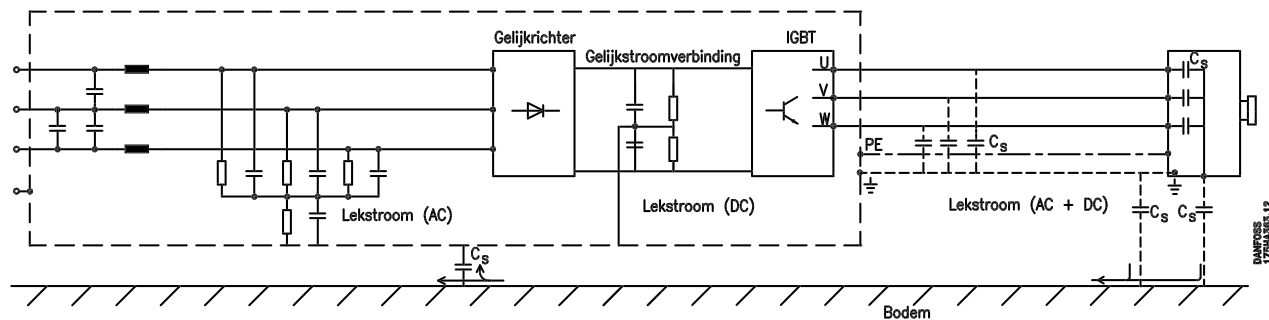 Gelijkrichter
Gelijkstroomverbinding
IGBT
U
V
W
PE
Cs
Cs
Lekstroom (AC)
Lekstroom (DC)
Lekstroom (AC + DC)
Cs
Cs
Cs
Bodem
DANFOSS